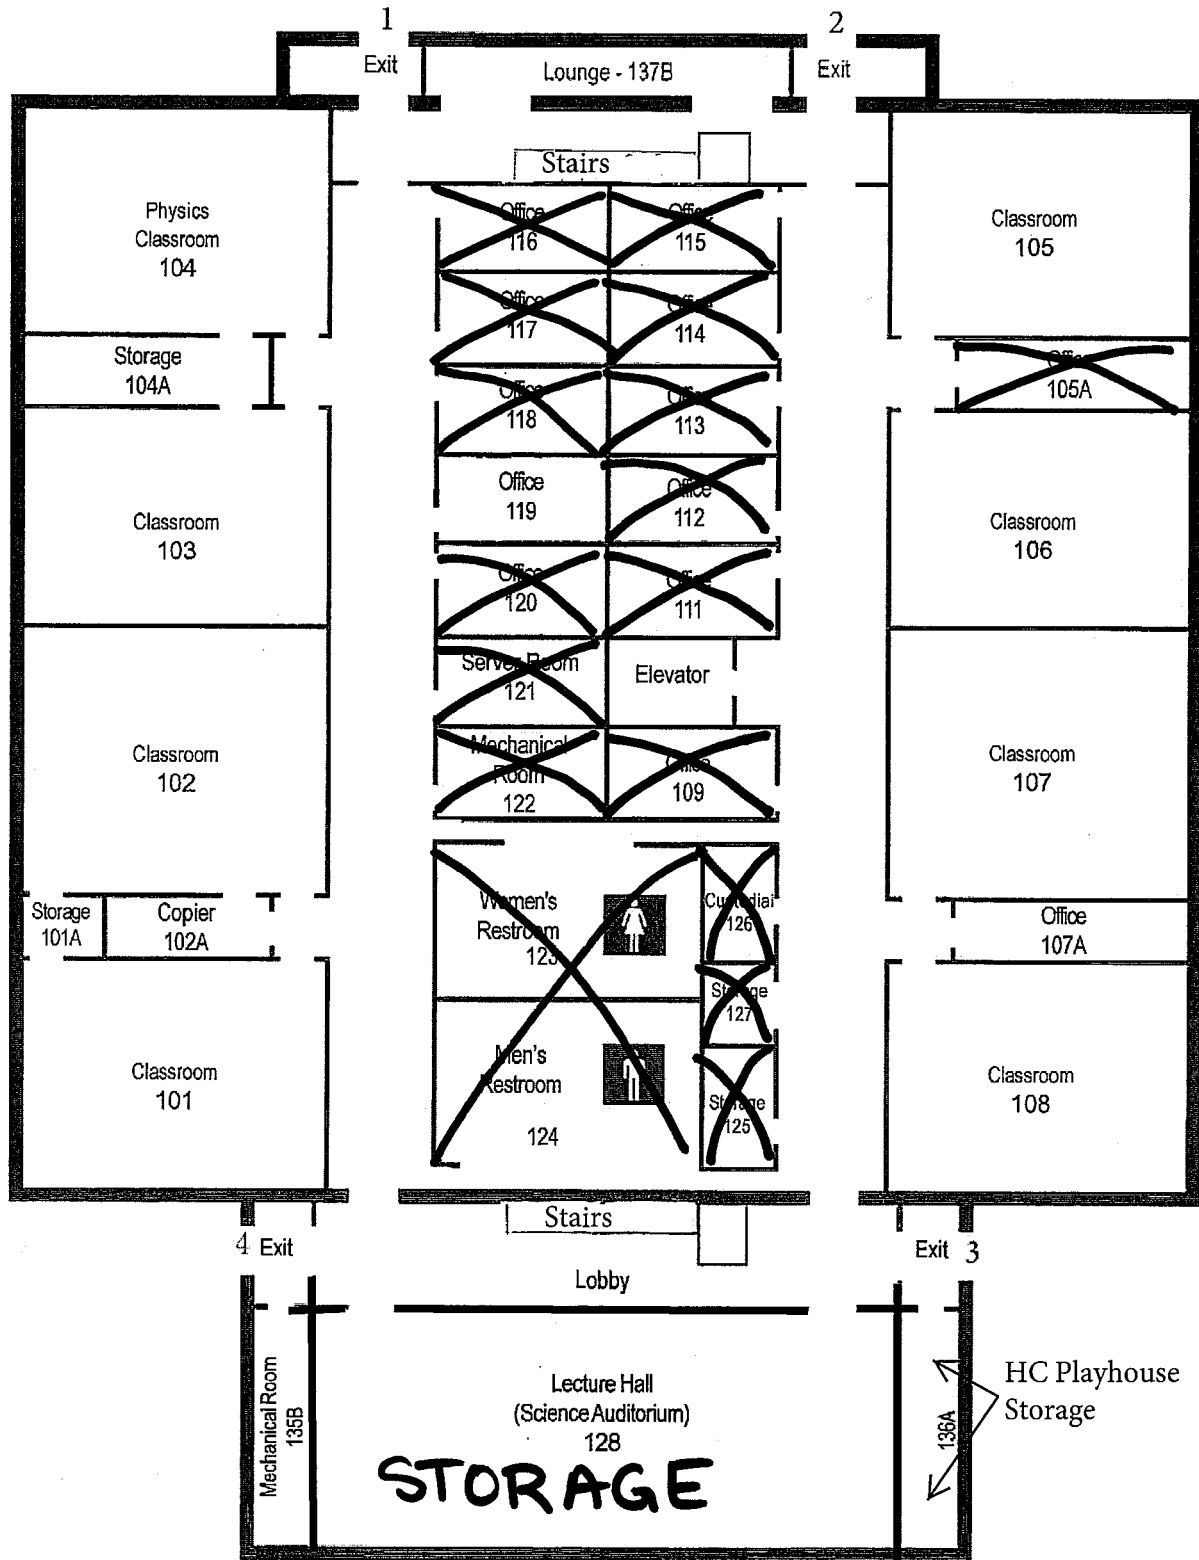 1
2
Exit
Lounge - 137B
Exit
Stairs
Physics
Classroom
104
Office
116
Office
115
Classroom
105
Office
117
Office
114
Storage
104A
Office
105A
Office
118
Office
113
Classroom
103
Office
119
Office
112
Classroom
106
Office
120
Office
111
Server Room
121
Elevator
Classroom
102
Mechanical
Room
122
Office
109
Classroom
107
Storage
101A
Copier
102A
Women's
Restroom
123
Custodial
126
Office
107A
Storage
127
Classroom
101
Men's
Restroom
124
Storage
125
Classroom
108
Stairs
4 Exit
Exit 3
Lobby
Mechanical Room
135B
Lecture Hall
(Science Auditorium)
128
STORAGE
136A
HC Playhouse
Storage